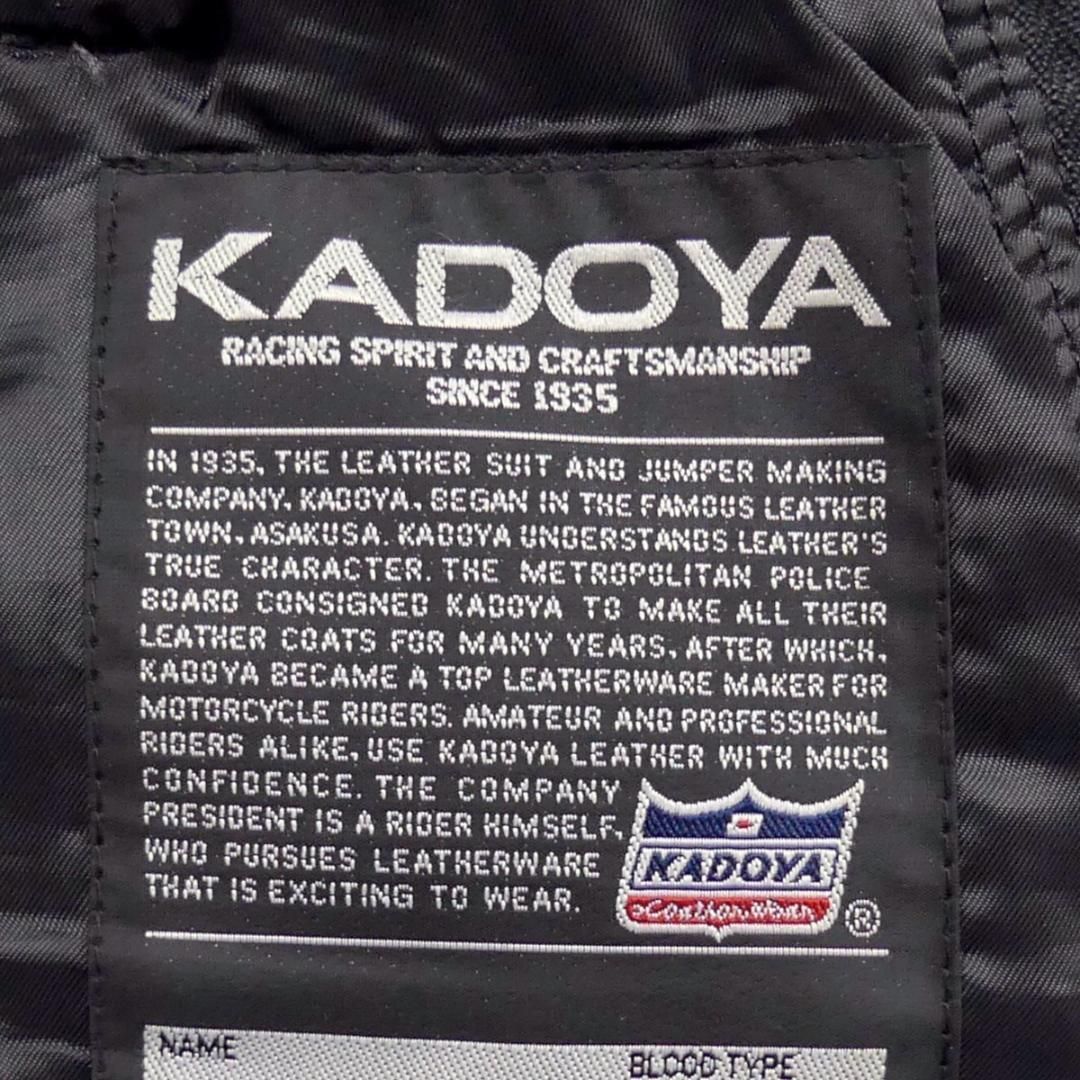 KADOYA
RACING SPIRIT AND CRAFTSMANSHIP
SINCE 1935
IN 1935, THE LEATHER SUIT AND JUMPER MAKING
COMPANY, KADOYA, BEGAN IN THE FAMOUS LEATHER
TOWN, ASAKUSA. KADOYA UNDERSTANDS LEATHER'S
TRUE CHARACTER. THE METROPOLITAN POLICE
BOARD CONSIGNED KADOYA TO MAKE ALL THEIR
LEATHER COATS FOR MANY YEARS, AFTER WHICH,
KADOYA BECAME A TOP LEATHERWARE MAKER FOR
MOTORCYCLE RIDERS. AMATEUR AND PROFESSIONAL
RIDERS ALIKE, USE KADOYA LEATHER WITH MUCH
CONFIDENCE. THE COMPANY
PRESIDENT IS A RIDER HIMSELF,
WHO PURSUES LEATHERWARE
THAT IS EXCITING TO WEAR.
KADOYA
®
NAME
BLOOD TYPE